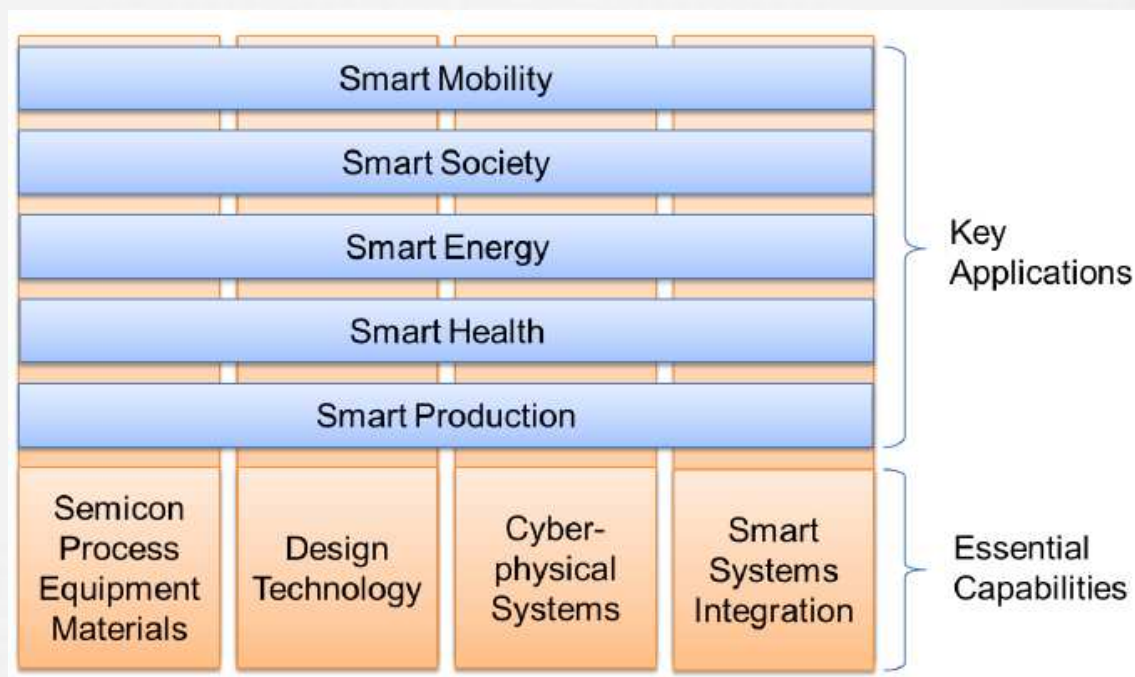 Smart Mobility
Smart Society
Smart Energy
Smart Health
Smart Production
Key
Applications
Semicon
Process
Equipment
Materials
Design
Technology
Cyber-
physical
Systems
Smart
Systems
Integration
Essential
Capabilities